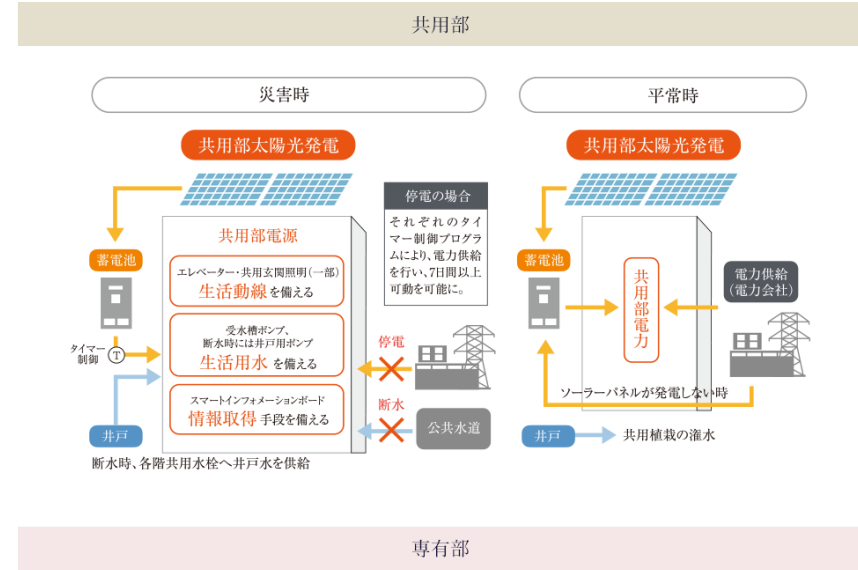 共用部
災害時
共用部太陽光発電
蓄電池
タイマー
制御
T
井戸
共用部電源
エレベーター・共用玄関照明(一部)
生活動線を備える
受水槽ポンプ、
断水時には井戸用ポンプ
生活用水を備える
スマートインフォメーションボード
情報取得手段を備える
停電の場合
それぞれのタイ
マー制御プログラ
ムにより、電力供給
を行い、7日間以上
可動を可能に。
停電
断水
公共水道
断水時、各階共用水栓へ井戸水を供給
平常時
共用部太陽光発電
蓄電池
共用部電力
電力供給
(電力会社)
ソーラーパネルが発電しない時
井戸
共用植栽の潅水
専有部